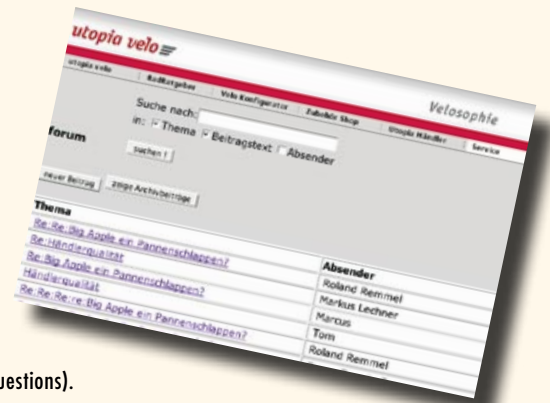 utopia velo
Velosophie
utopia velo
RadRatgeber
Velo Konfigurator
Zubehör Shop
Utopia Händler
Service
Suche nach:
in: Thema Beitragstext Absender
forum
suchen !
neuer Beitrag zeige Archivbeiträge
Thema Absender
Re:Re:Big Apple ein Pannenschlappen? Roland Remmel
Re:Händlerqualität Markus Lechner
Re:Big Apple ein Pannenschlappen? Marcus
Händlerqualität Tom
Re:Re:Re:re:Big Apple ein Pannenschlappen? Roland Remmel
uestions).